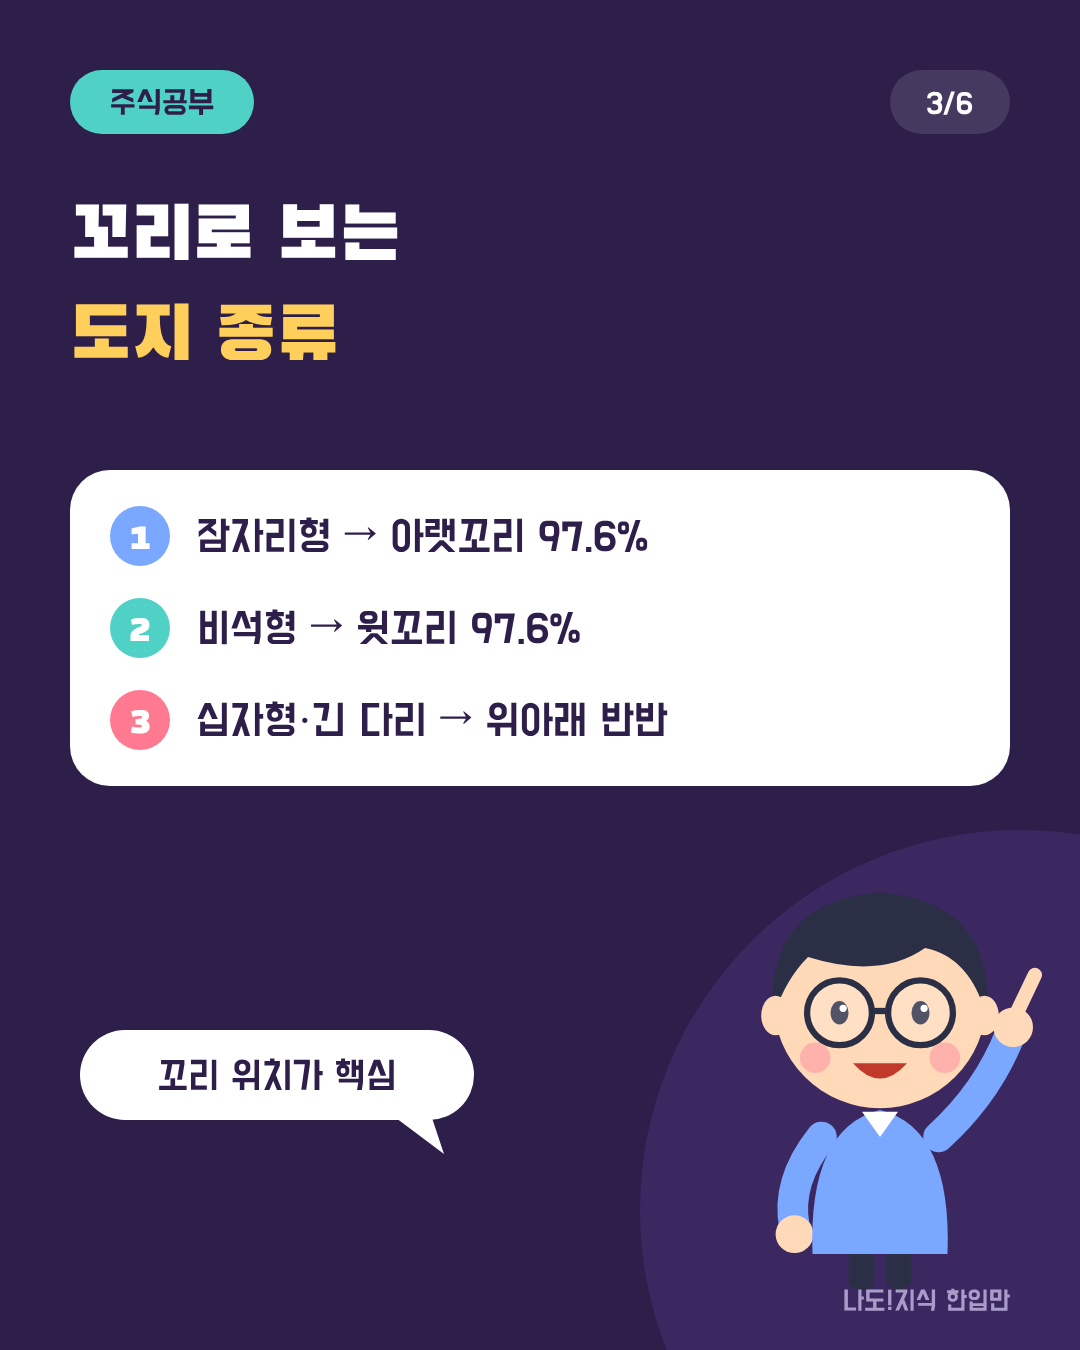 주식공부
3/6
꼬리로 보는
도지 종류
1 잠자리형 → 아랫꼬리 97.6%
2 비석형 → 윗꼬리 97.6%
3 십자형·긴 다리 → 위아래 반반
꼬리 위치가 핵심
나도!지식 한입만